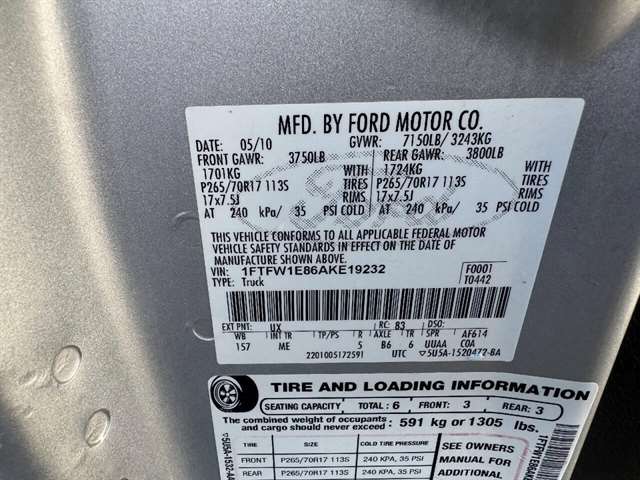 MFD. BY FORD MOTOR CO.
DATE: 05/10 GVWR: 7150LB/ 3243KG
FRONT GAWR: 3750LB REAR GAWR: 3800LB
1701KG WITH 1724KG WITH
P265/70R17 113S TIRES P265/70R17 113S TIRES
17x7.5J RIMS 17x7.5J RIMS
AT 240 kPa/ 35 PSI COLD AT 240 kPa/ 35 PSI COLD
THIS VEHICLE CONFORMS TO ALL APPLICABLE FEDERAL MOTOR
VEHICLE SAFETY STANDARDS IN EFFECT ON THE DATE OF
MANUFACTURE SHOWN ABOVE.
VIN: 1FTFW1E86AKE19232 F0001
TYPE: Truck T0442
EXT PNT: UX RC: 83 DSO:
WB INT TR TP/PS R AXLE TR SPR AF614
157 ME 5 B6 6 UUAA COA
2201005172591 UTC ▽5U5A-1520472-BA
TIRE AND LOADING INFORMATION
SEATING CAPACITY TOTAL: 6 FRONT: 3 REAR: 3
The combined weight of occupants
and cargo should never exceed: 591 kg or 1305 lbs.
TIRE SIZE COLD TIRE PRESSURE SEE OWNERS
FRONT P265/70R17 113S 240 KPA, 35 PSI MANUAL FOR
REAR P265/70R17 113S 240 KPA, 35 PSI ADDITIONAL